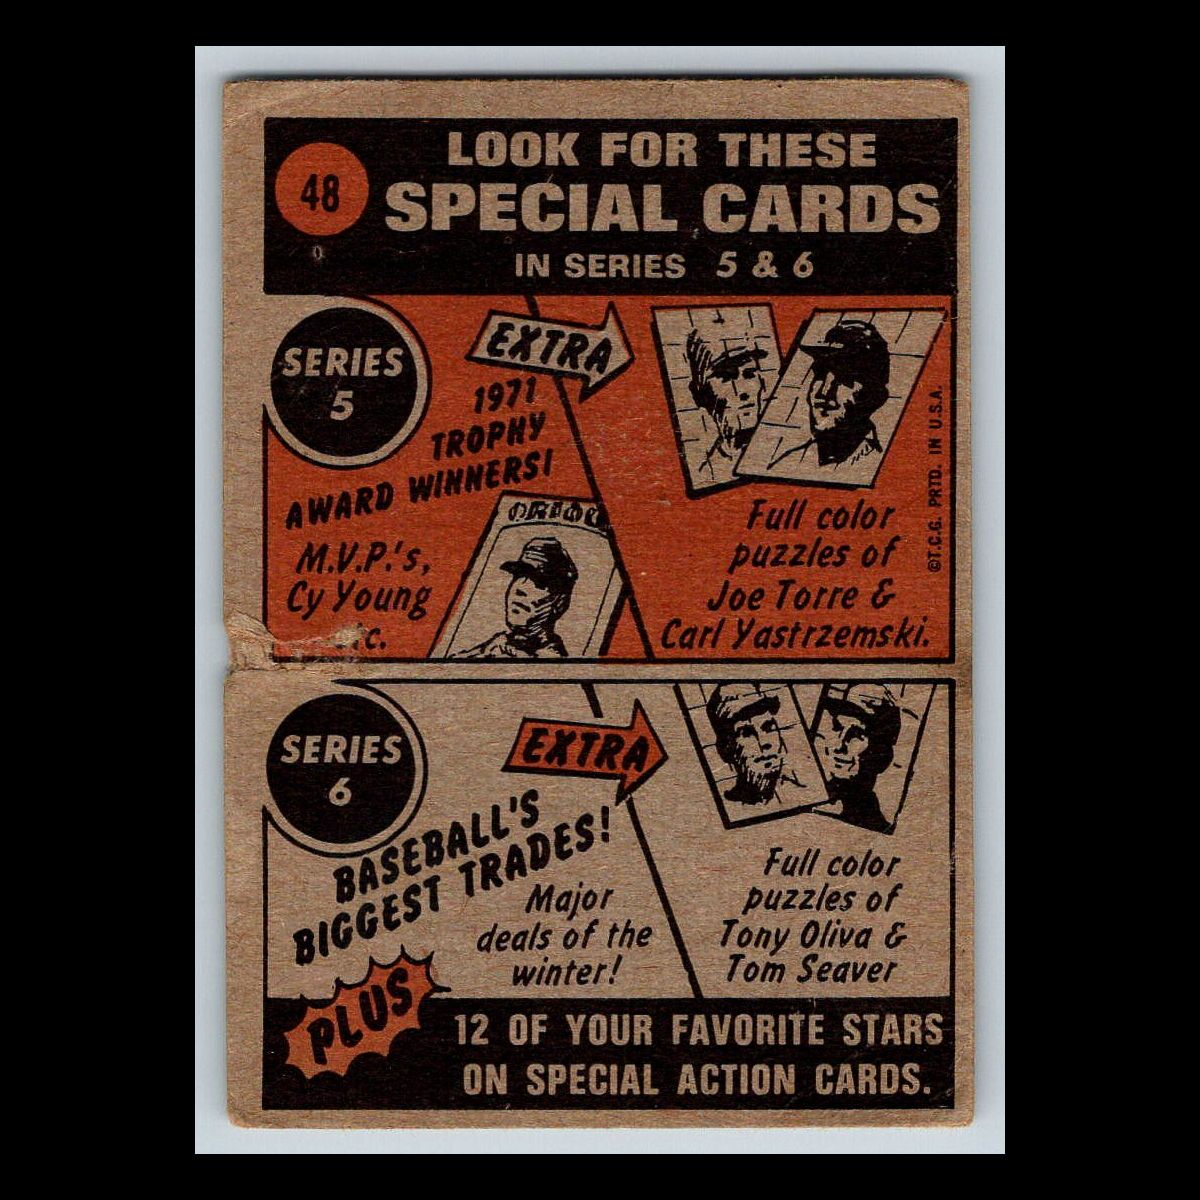 48
LOOK FOR THESE
SPECIAL CARDS
IN SERIES 5 & 6
SERIES
5
EXTRA
1971
TROPHY
AWARD WINNERS!
M.V.P.'s,
Cy Young
Full color
puzzles of
Joe Torre &
Carl Yastrzemski.
©T.C.G. PRTD. IN U.S.A.
SERIES
6
EXTRA
BASEBALL'S
BIGGEST TRADES!
Major
deals of the
winter!
Full color
puzzles of
Tony Oliva &
Tom Seaver
PLUS
12 OF YOUR FAVORITE STARS
ON SPECIAL ACTION CARDS.